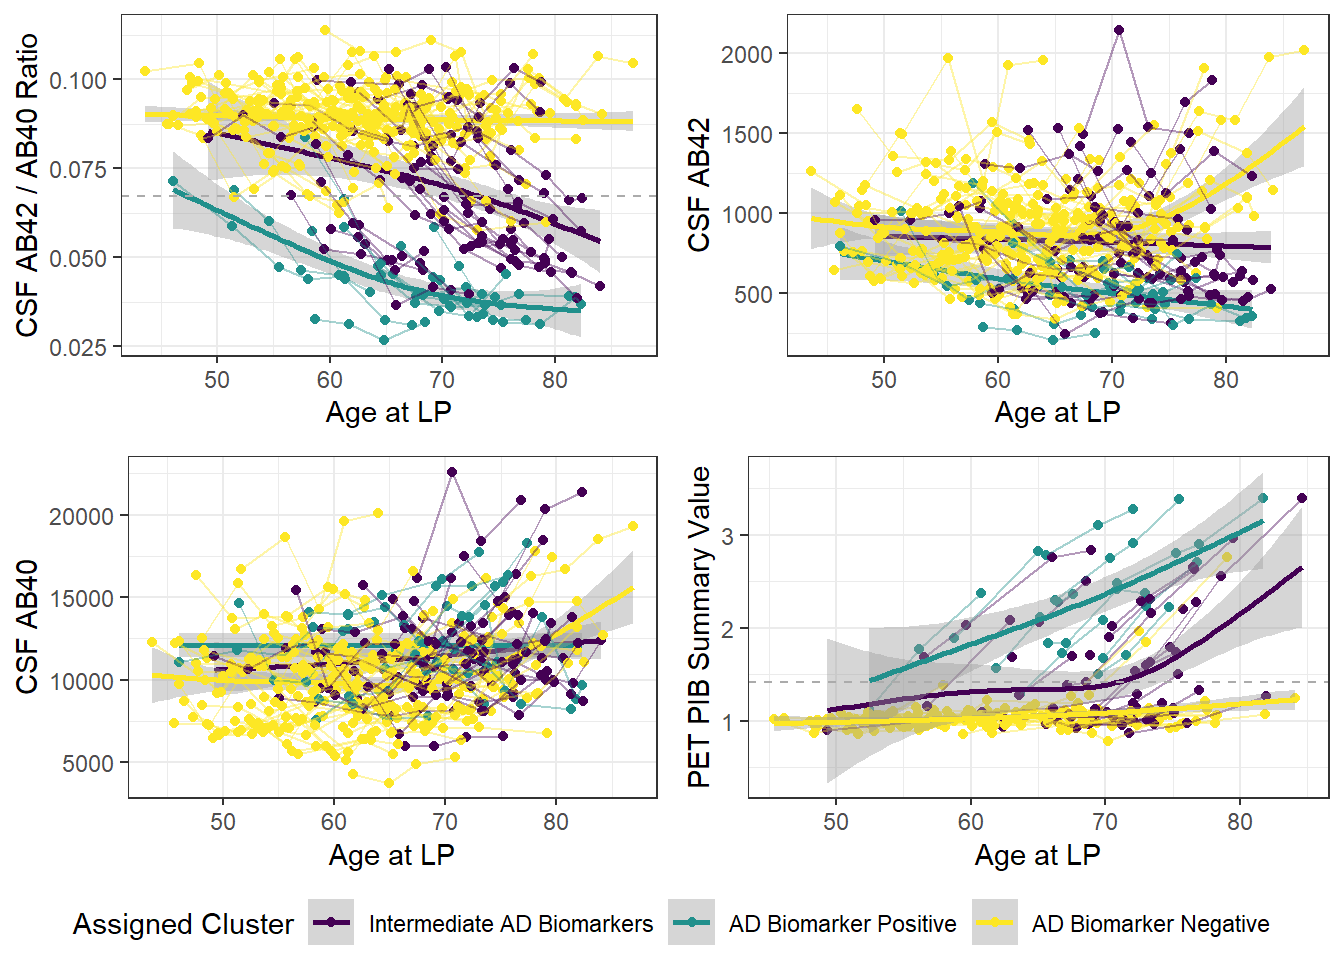 CSF AB42 / AB40 Ratio
0.100
0.075
0.050
0.025
50 60 70 80
Age at LP
CSF AB42
2000
1500
1000
500
50 60 70 80
Age at LP
CSF AB40
20000
15000
10000
5000
50 60 70 80
Age at LP
PET PIB Summary Value
3
2
1
50 60 70 80
Age at LP
Assigned Cluster
Intermediate AD Biomarkers
AD Biomarker Positive
AD Biomarker Negative